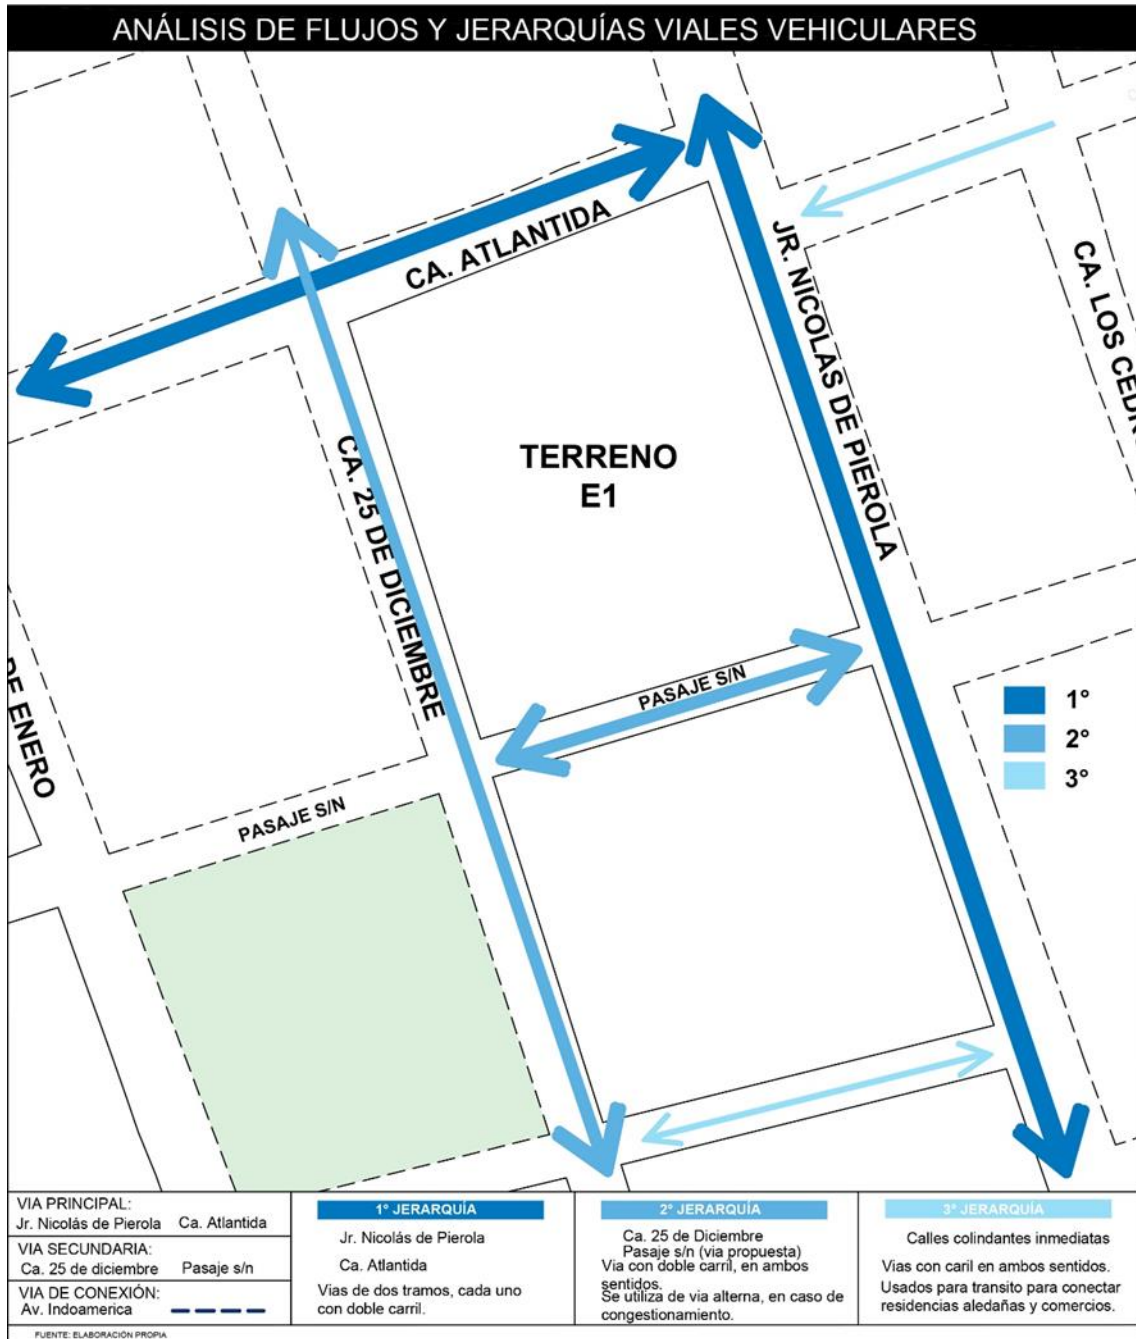 ANÁLISIS DE FLUJOS Y JERARQUÍAS VIALES VEHICULARES
CA. ATLANTIDA
JR. NICOLAS DE PIEROLA
CA. LOS CEDR
TERRENO
E1
CA. 25 DE DICIEMBRE
PASAJE S/N
DE ENERO
PASAJE S/N
1°
2°
3°
VIA PRINCIPAL:
Jr. Nicolás de Pierola Ca. Atlantida
VIA SECUNDARIA:
Ca. 25 de diciembre Pasaje s/n
VIA DE CONEXIÓN:
Av. Indoamerica
1° JERARQUÍA
Jr. Nicolás de Pierola
Ca. Atlantida
Vias de dos tramos, cada uno
con doble carril.
2° JERARQUÍA
Ca. 25 de Diciembre
Pasaje s/n (via propuesta)
Via con doble carril, en ambos
sentidos.
Se utiliza de via alterna, en caso de
congestionamiento.
3° JERARQUÍA
Calles colindantes inmediatas
Vias con caril en ambos sentidos.
Usados para transito para conectar
residencias aledañas y comercios.
FUENTE: ELABORACIÓN PROPIA